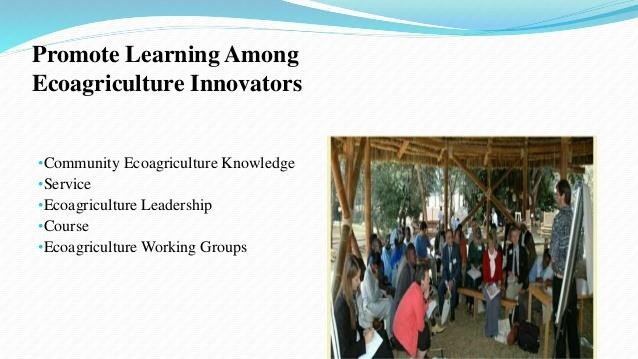 Promote Learning Among
Ecoagriculture Innovators
•Community Ecoagriculture Knowledge
•Service
•Ecoagriculture Leadership
•Course
•Ecoagriculture Working Groups